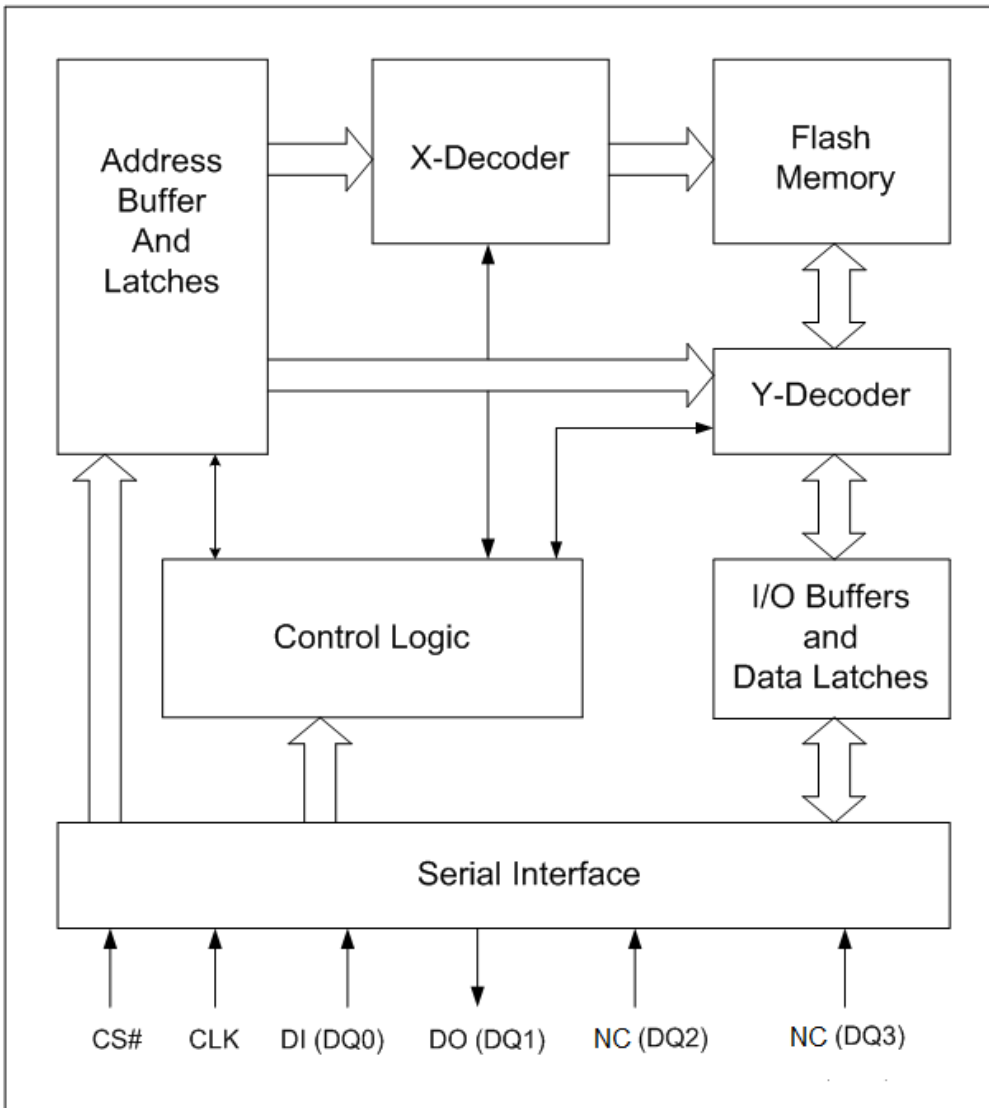 Address
Buffer
And
Latches
X-Decoder
Flash
Memory
Y-Decoder
Control Logic
I/O Buffers
and
Data Latches
Serial Interface
CS#
CLK
DI (DQ0)
DO (DQ1)
NC (DQ2)
NC (DQ3)